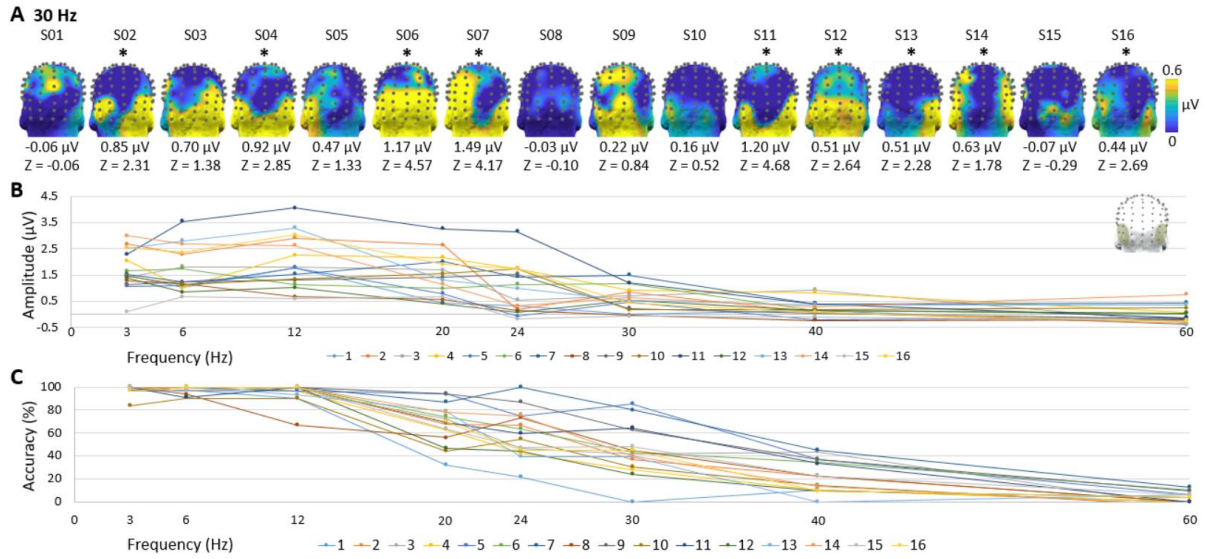 A 30 Hz
S01 S02 S03 S04 S05 S06 S07 S08 S09 S10 S11 S12 S13 S14 S15 S16
* * * * * * * * *
0.6
µV
0
-0.06 µV 0.85 µV 0.70 µV 0.92 µV 0.47 µV 1.17 µV 1.49 µV -0.03 µV 0.22 µV 0.16 µV 1.20 µV 0.51 µV 0.51 µV 0.63 µV -0.07 µV 0.44 µV
Z = -0.06 Z = 2.31 Z = 1.38 Z = 2.85 Z = 1.33 Z = 4.57 Z = 4.17 Z = -0.10 Z = 0.84 Z = 0.52 Z = 4.68 Z = 2.64 Z = 2.28 Z = 1.78 Z = -0.29 Z = 2.69
B
Amplitude (µV)
4.5
3.5
2.5
1.5
0.5
-0.5
0 3 6 12 20 24 30 40 60
Frequency (Hz)
1 2 3 4 5 6 7 8 9 10 11 12 13 14 15 16
C
Accuracy (%)
100
80
60
40
20
0
0 3 6 12 20 24 30 40 60
Frequency (Hz)
1 2 3 4 5 6 7 8 9 10 11 12 13 14 15 16